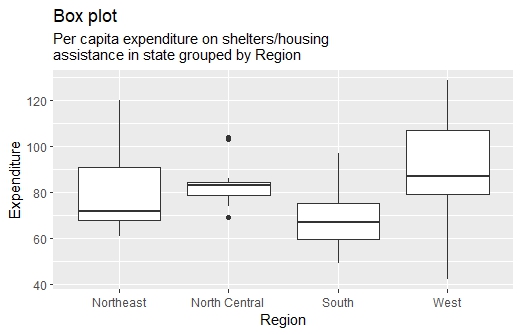 Box plot
Per capita expenditure on shelters/housing
assistance in state grouped by Region
Expenditure
120
100
80
60
40
Northeast North Central South West
Region